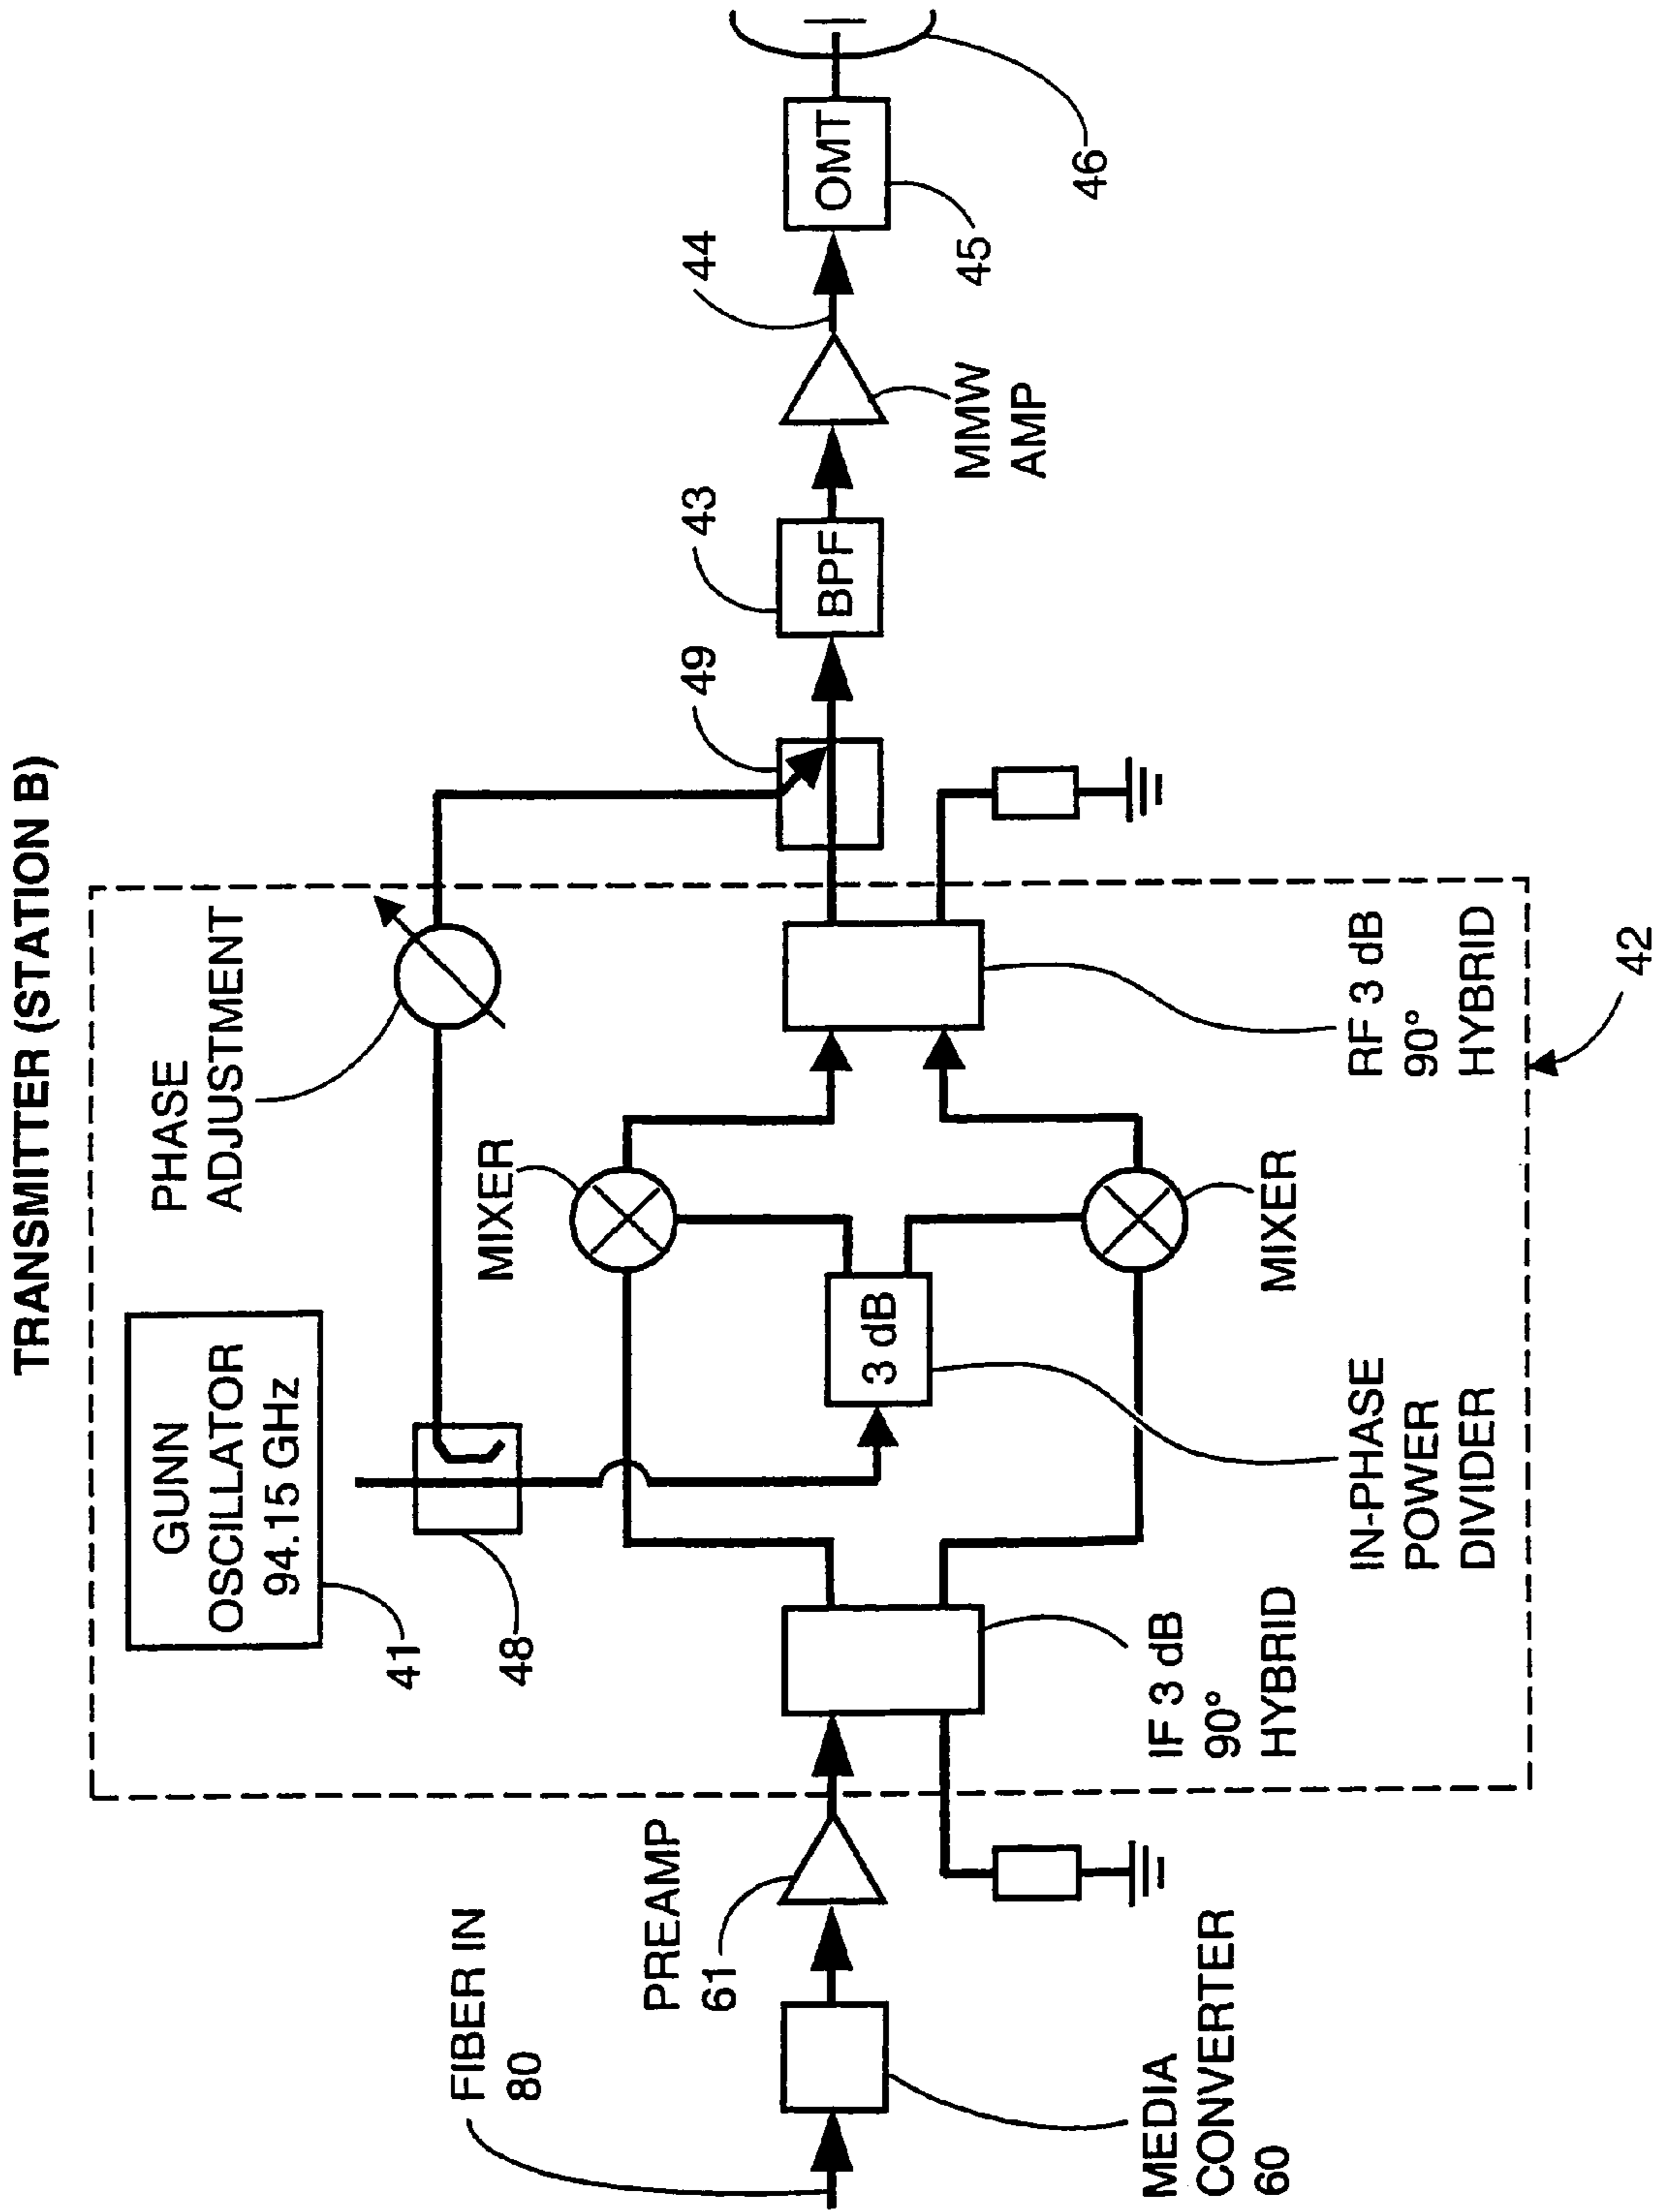 TRANSMITTER (STATION B)
GUNN
OSCILLATOR
94.15 GHz
41
48
PHASE
ADJUSTMENT
FIBER IN
80
PREAMP
61
MIXER
49
43
44
3 dB
BPF
OMT
MEDIA
CONVERTER
60
IF 3 dB
90°
HYBRID
IN-PHASE
POWER
DIVIDER
MIXER
RF 3 dB
90°
HYBRID
42
MMW
AMP
45
46